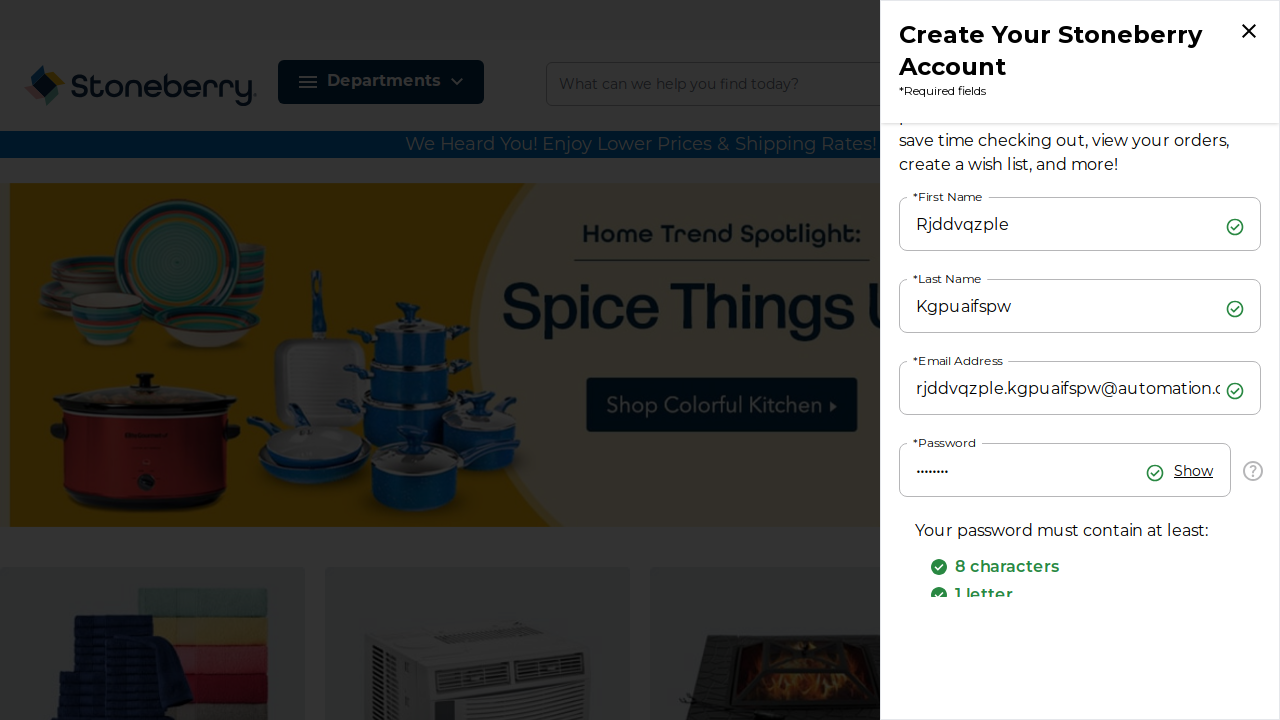 Create Your Stoneberry
Account
*Required fields
Stoneberry
Departments
What can we help you find today?
We Heard You! Enjoy Lower Prices & Shipping Rates!
save time checking out, view your orders,
create a wish list, and more!
*First Name
Rjddvqzple
*Last Name
Kgpuaifspw
*Email Address
rjddvqzple.kgpuaifspw@automation.c
*Password
••••••••
Show
Your password must contain at least:
8 characters
1 letter
Home Trend Spotlight:
Spice Things U
Shop Colorful Kitchen